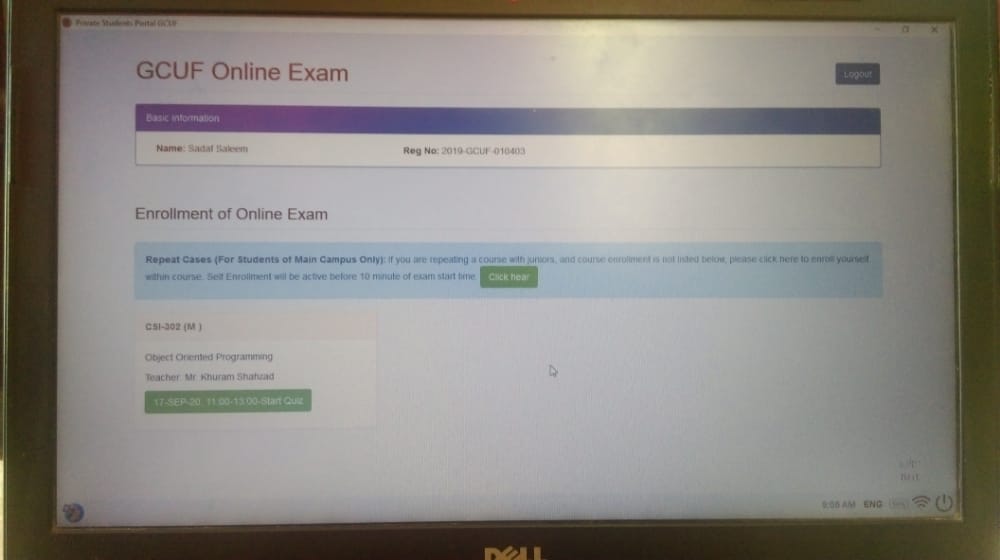 Private Students Portal GCUF
GCUF Online Exam
Logout
Basic Information
Name: Sadaf Saleem
Reg No: 2019-GCUF-010403
Enrollment of Online Exam
Repeat Cases (For Students of Main Campus Only): If you are repeating a course with juniors, and course enrollment is not listed below, please click here to enroll yourself
within course. Self Enrollment will be active before 10 minute of exam start time. Click hear
CSI-302 (M )
Object Oriented Programming
Teacher: Mr. Khuram Shahzad
17-SEP-20, 11:00-13:00-Start Quiz
ENG
DELL